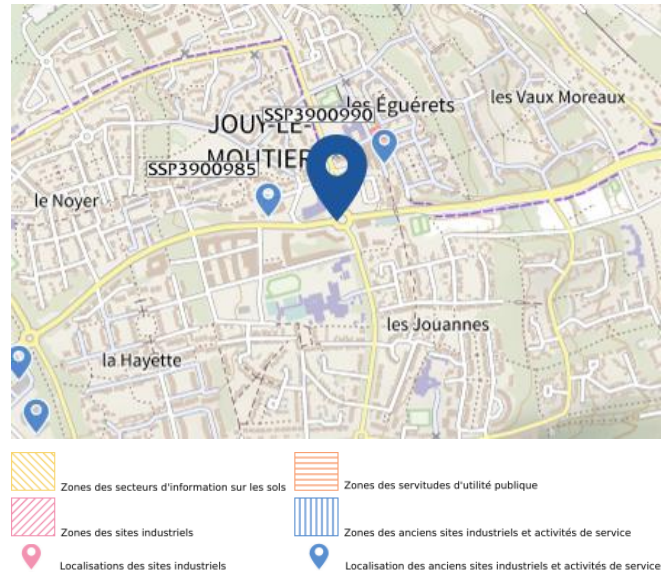 SSP3900990
les Éguérets
les Vaux Moreaux
JOUY-LE-
MOUTIER
SSP3900985
le Noyer
les Jouannes
la Hayette
Zones des secteurs d'information sur les sols
Zones des servitudes d'utilité publique
Zones des sites industriels
Zones des anciens sites industriels et activités de service
Localisations des sites industriels
Localisation des anciens sites industriels et activités de service